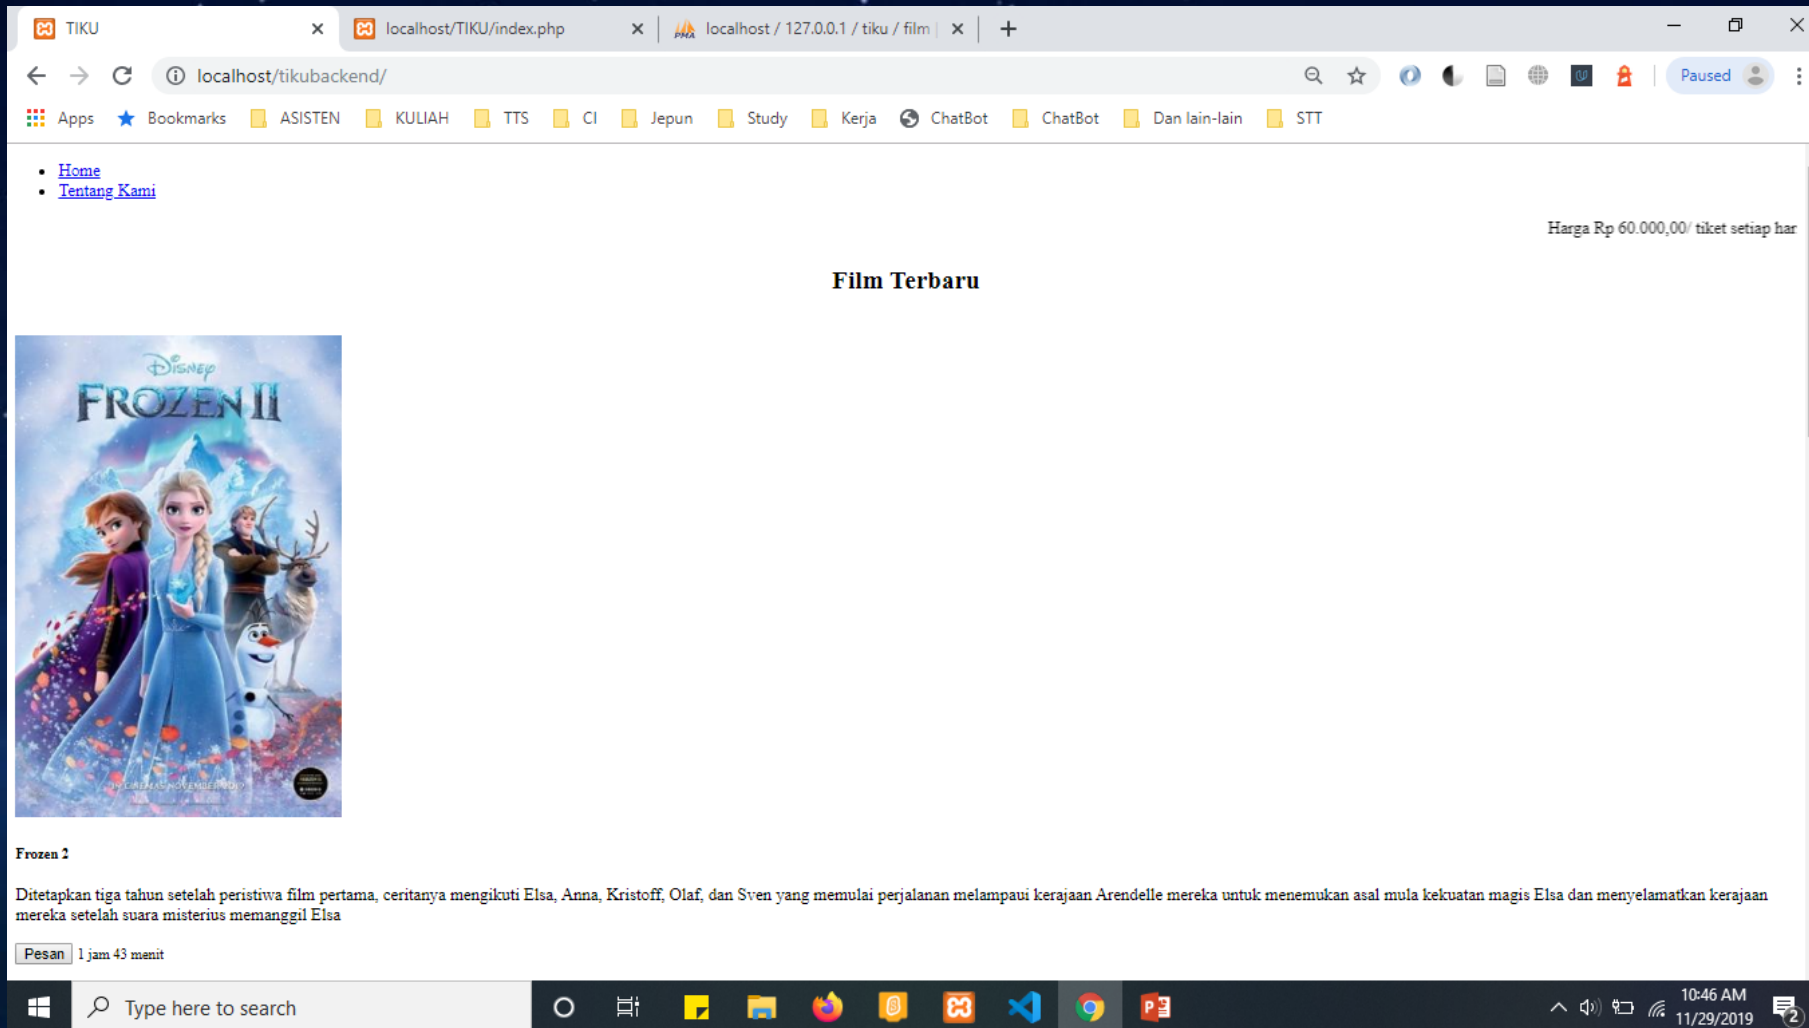 TIKU
localhost/TIKU/index.php
localhost / 127.0.0.1 / tiku / film
localhost/tikubackend/
Paused
Apps
Bookmarks
ASISTEN
KULIAH
TTS
CI
Jepun
Study
Kerja
ChatBot
ChatBot
Dan lain-lain
STT
Home
Tentang Kami
Harga Rp 60.000,00/ tiket setiap har
Film Terbaru
Disney
FROZEN II
Frozen 2
Ditetapkan tiga tahun setelah peristiwa film pertama, ceritanya mengikuti Elsa, Anna, Kristoff, Olaf, dan Sven yang memulai perjalanan melampaui kerajaan Arendelle mereka untuk menemukan asal mula kekuatan magis Elsa dan menyelamatkan kerajaan
mereka setelah suara misterius memanggil Elsa
Pesan 1 jam 43 menit
Type here to search
10:46 AM
11/29/2019
2